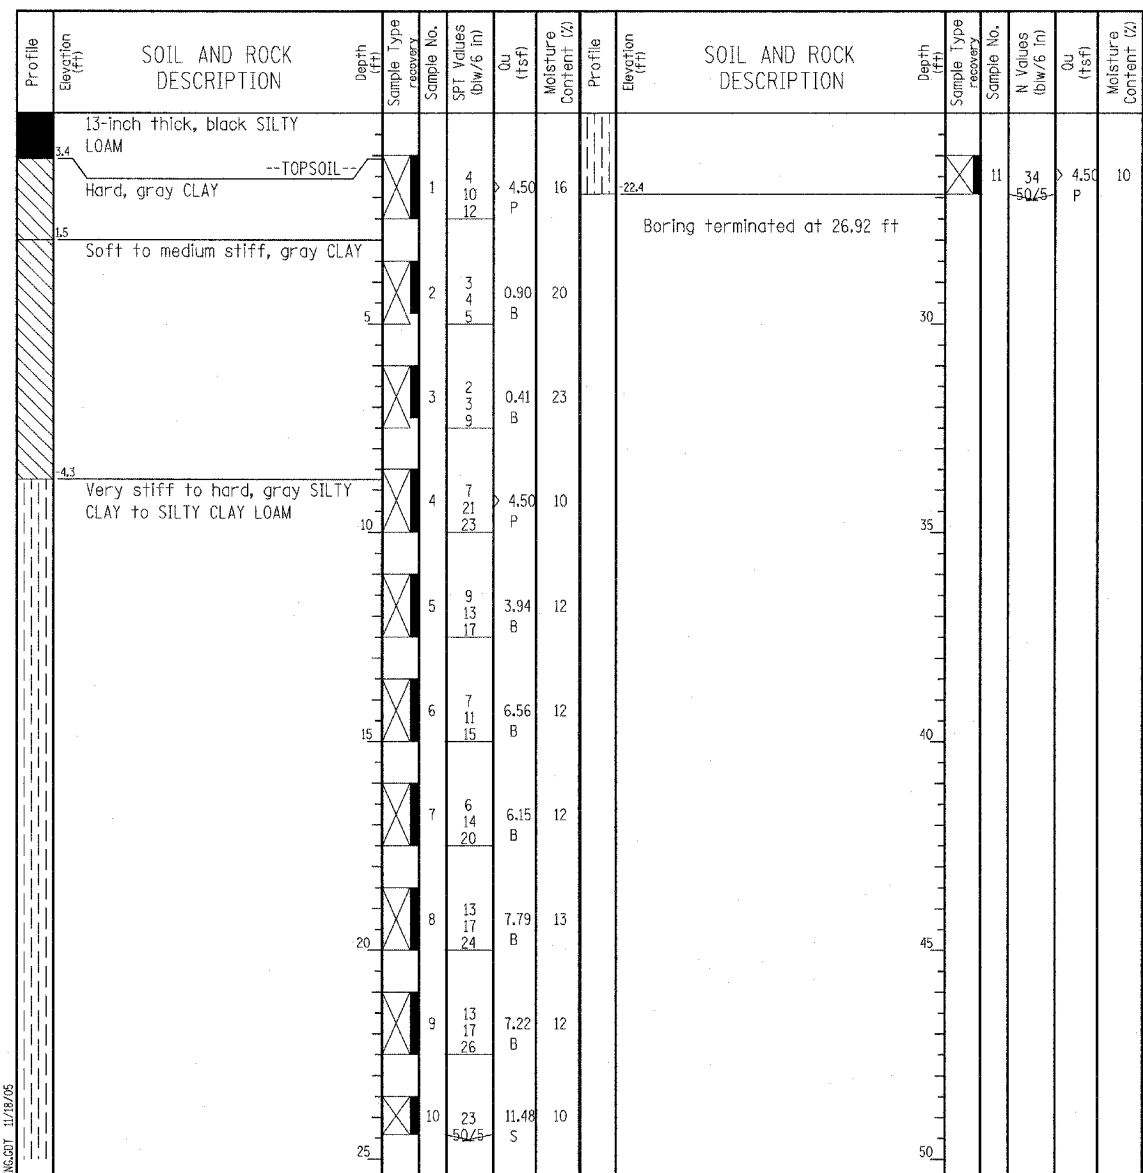 Profile
Elevation (ft)
SOIL AND ROCK
DESCRIPTION
Depth (ft)
Sample Type
recovery
Sample No.
SPT Values (blw/6 in)
Qu (tsf)
Moisture Content (%)
Profile
Elevation (ft)
SOIL AND ROCK
DESCRIPTION
Depth (ft)
Sample Type
recovery
Sample No.
N Values (blw/6 in)
Qu (tsf)
Moisture Content (%)
13-inch thick, black SILTY
LOAM
3.4
--TOPSOIL--
Hard, gray CLAY
1
4
10
12
> 4.50
P
16
1.5
Soft to medium stiff, gray CLAY
2
3
4
5
0.90
B
20
5
3
2
3
9
0.41
B
23
-4.3
Very stiff to hard, gray SILTY
CLAY to SILTY CLAY LOAM
4
7
21
23
> 4.50
P
10
10
5
9
13
17
3.94
B
12
6
7
11
15
6.56
B
12
15
7
6
14
20
6.15
B
12
8
13
17
24
7.79
B
13
20
9
13
17
26
7.22
B
12
10
23
50/5
11.48
S
10
25
11
34
50/5
> 4.50
P
10
-22.4
Boring terminated at 26.92 ft
30
35
40
45
50
NG.GDT 11/18/05